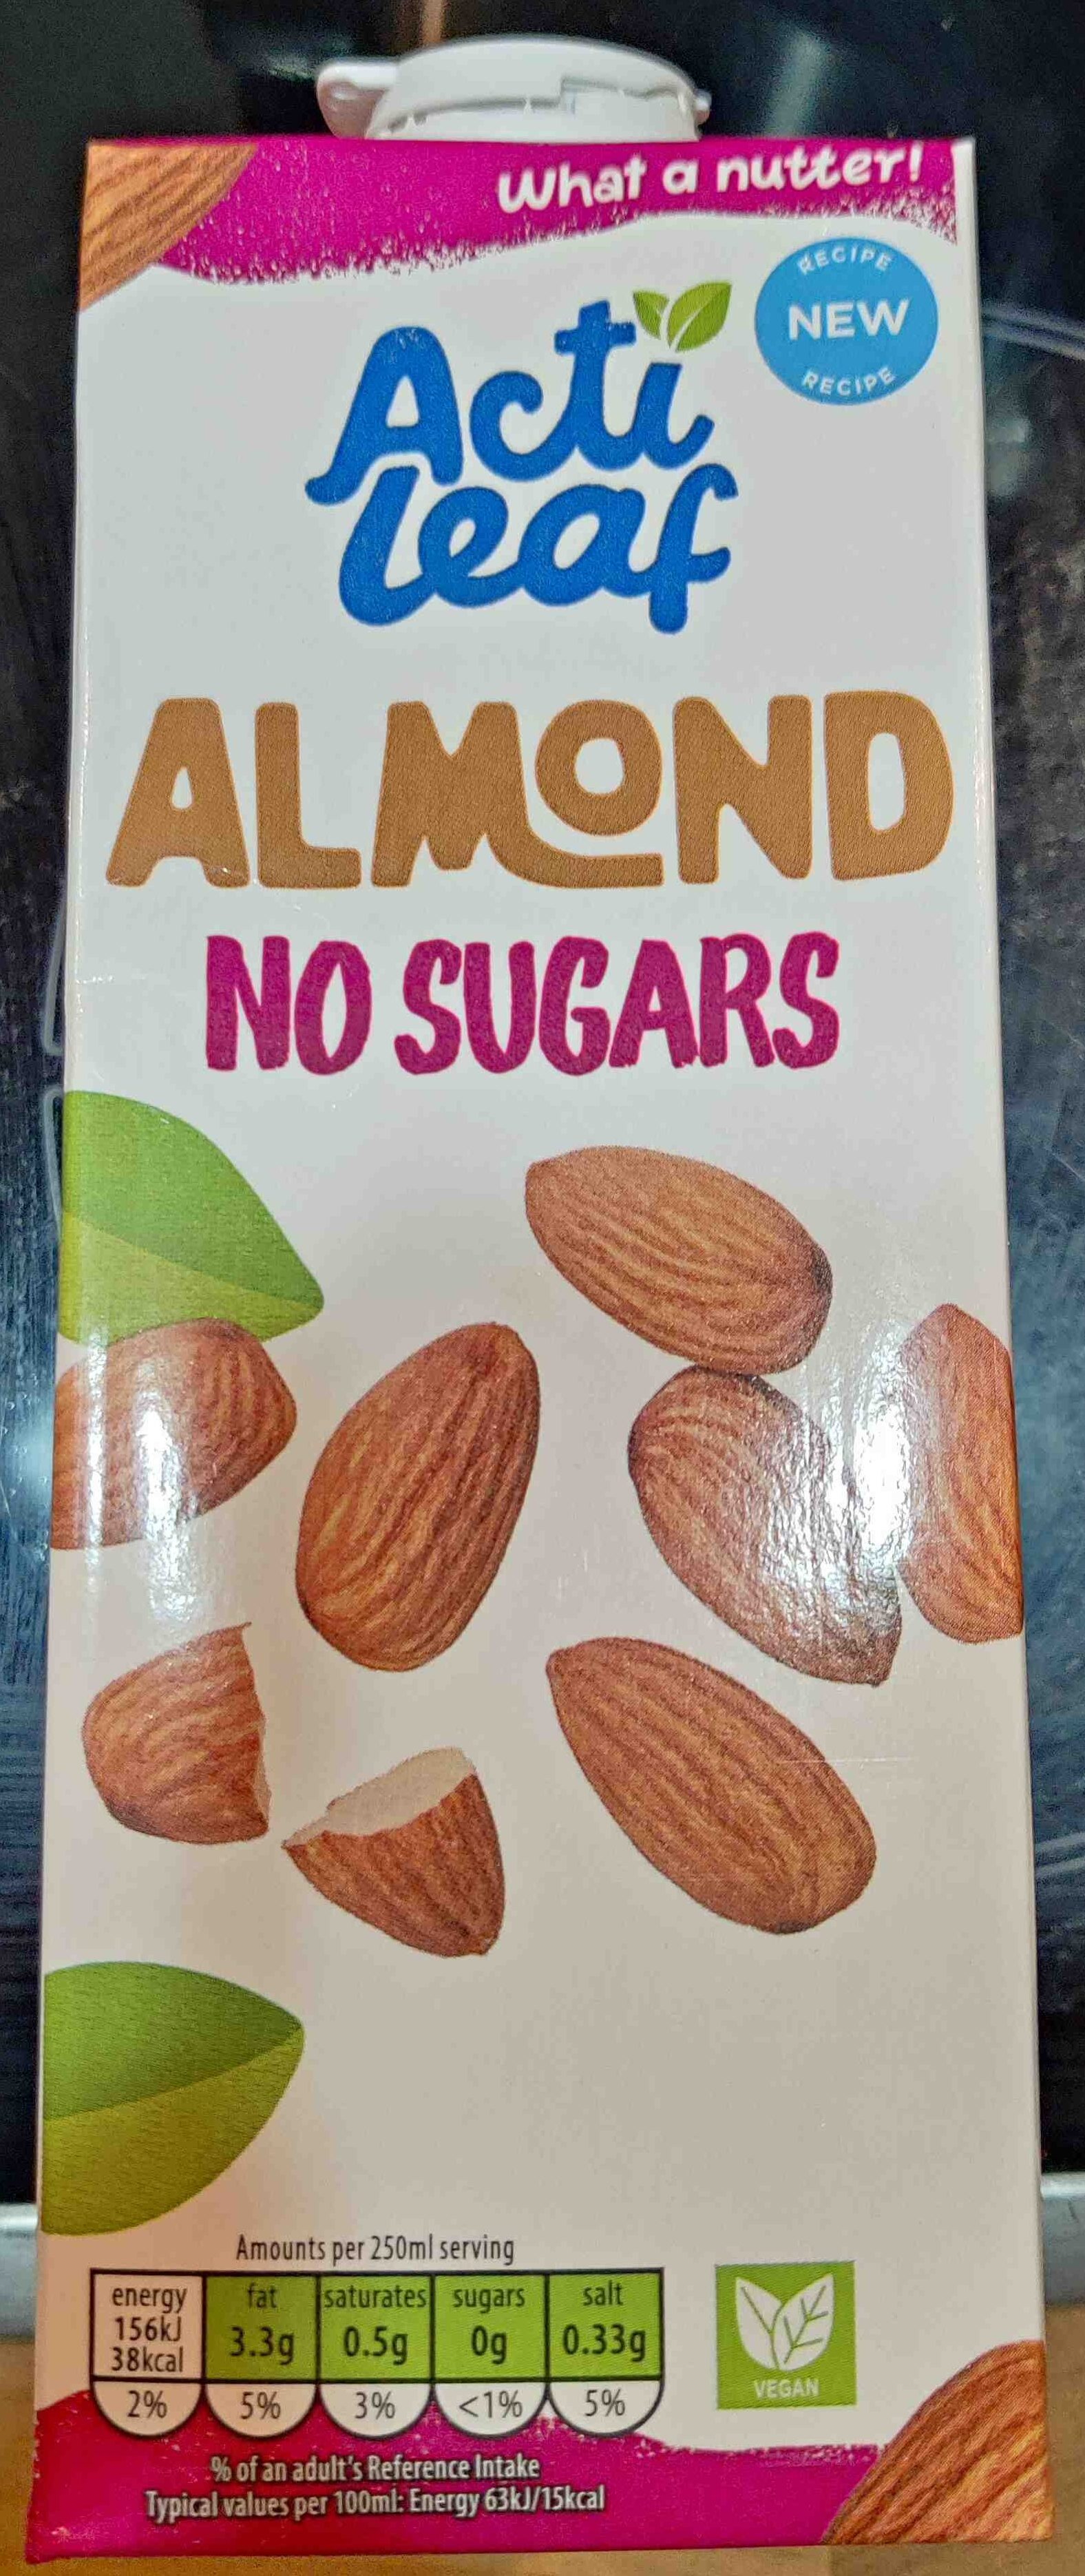 What a nutter!
RECIPE
NEW
RECIPE
Acti
leaf
ALMOND
NO SUGARS
Amounts per 250ml serving
energy fat saturates sugars salt
156kJ
38kcal 3.3g 0.5g 0g 0.33g
2% 5% 3% <1% 5%
VEGAN
% of an adult's Reference Intake
Typical values per 100ml: Energy 63kJ/15kcal